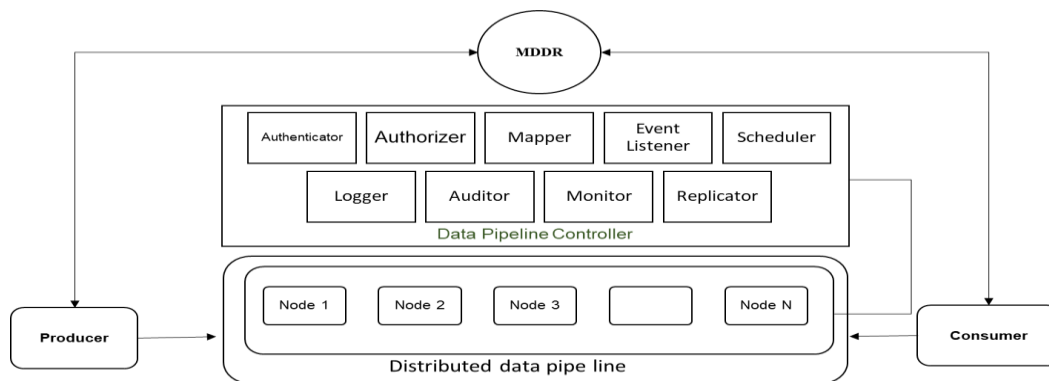 MDDR
Authenticator
Authorizer
Mapper
Event
Listener
Scheduler
Logger
Auditor
Monitor
Replicator
Data Pipeline Controller
Node 1
Node 2
Node 3
Node N
Producer
Consumer
Distributed data pipe line